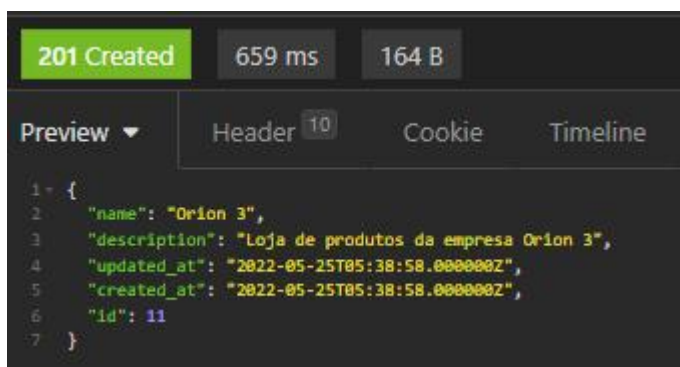 201 Created 659 ms 164 B
Preview Header 10 Cookie Timeline
1 {
2 "name": "Orion 3",
3 "description": "Loja de produtos da empresa Orion 3",
4 "updated_at": "2022-05-25T05:38:58.000000Z",
5 "created_at": "2022-05-25T05:38:58.000000Z",
6 "id": 11
7 }